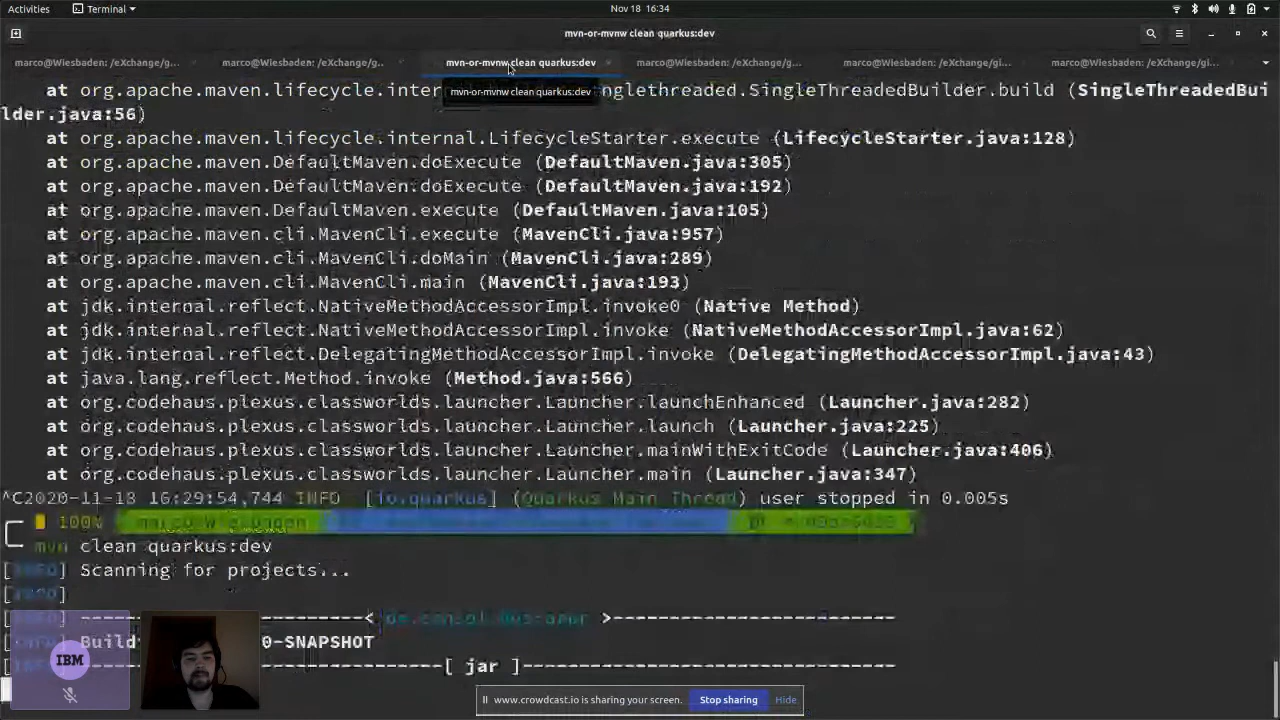 Activities Terminal Nov 18 16:34
mvn-or-mvnw clean quarkus:dev
marco@Wiesbaden: /eXchange/g... marco@Wiesbaden: /eXchange/g.. mvn-or-mvnw clean quarkus:dev marco@Wiesbaden: /eXchange/g... marco@Wiesbaden: /eXchange/gi... marco@Wiesbaden: /eXchange/gi...
mvn-or-mvnw clean quarkus:dev
at org.apache.maven.lifecycle.inter nglethreaded.SingleThreadedBuilder.build (SingleThreadedBui
lder.java:56)
at org.apache.maven.lifecycle.internal.LifecycleStarter.execute (LifecycleStarter.java:128)
at org.apache.maven.DefaultMaven.doExecute (DefaultMaven.java:305)
at org.apache.maven.DefaultMaven.doExecute (DefaultMaven.java:192)
at org.apache.maven.DefaultMaven.execute (DefaultMaven.java:105)
at org.apache.maven.cli.MavenCli.execute (MavenCli.java:957)
at org.apache.maven.cli.MavenCli.doMain (MavenCli.java:289)
at org.apache.maven.cli.MavenCli.main (MavenCli.java:193)
at jdk.internal.reflect.NativeMethodAccessorImpl.invoke0 (Native Method)
at jdk.internal.reflect.NativeMethodAccessorImpl.invoke (NativeMethodAccessorImpl.java:62)
at jdk.internal.reflect.DelegatingMethodAccessorImpl.invoke (DelegatingMethodAccessorImpl.java:43)
at java.lang.reflect.Method.invoke (Method.java:566)
at org.codehaus.plexus.classworlds.launcher.Launcher.launchEnhanced (Launcher.java:282)
at org.codehaus.plexus.classworlds.launcher.Launcher.launch (Launcher.java:225)
at org.codehaus.plexus.classworlds.launcher.Launcher.mainWithExitCode (Launcher.java:406)
at org.codehaus.plexus.classworlds.launcher.Launcher.main (Launcher.java:347)
^C2020-11-18 16:29:54,744 INFO [io.quarkus] (Quarkus Main Thread) user stopped in 0.005s
100%
mvn clean quarkus:dev
[INFO] Scanning for projects...
[INFO]
[INFO] --------< >--------
[INFO] Build 0-SNAPSHOT
[INFO] --------[ jar ]--------
IBM
www.crowdcast.io is sharing your screen. Stop sharing Hide